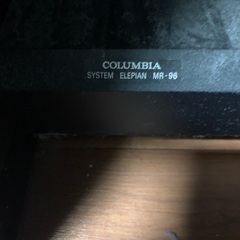 COLUMBIA
SYSTEM ELEPIAN MR-96